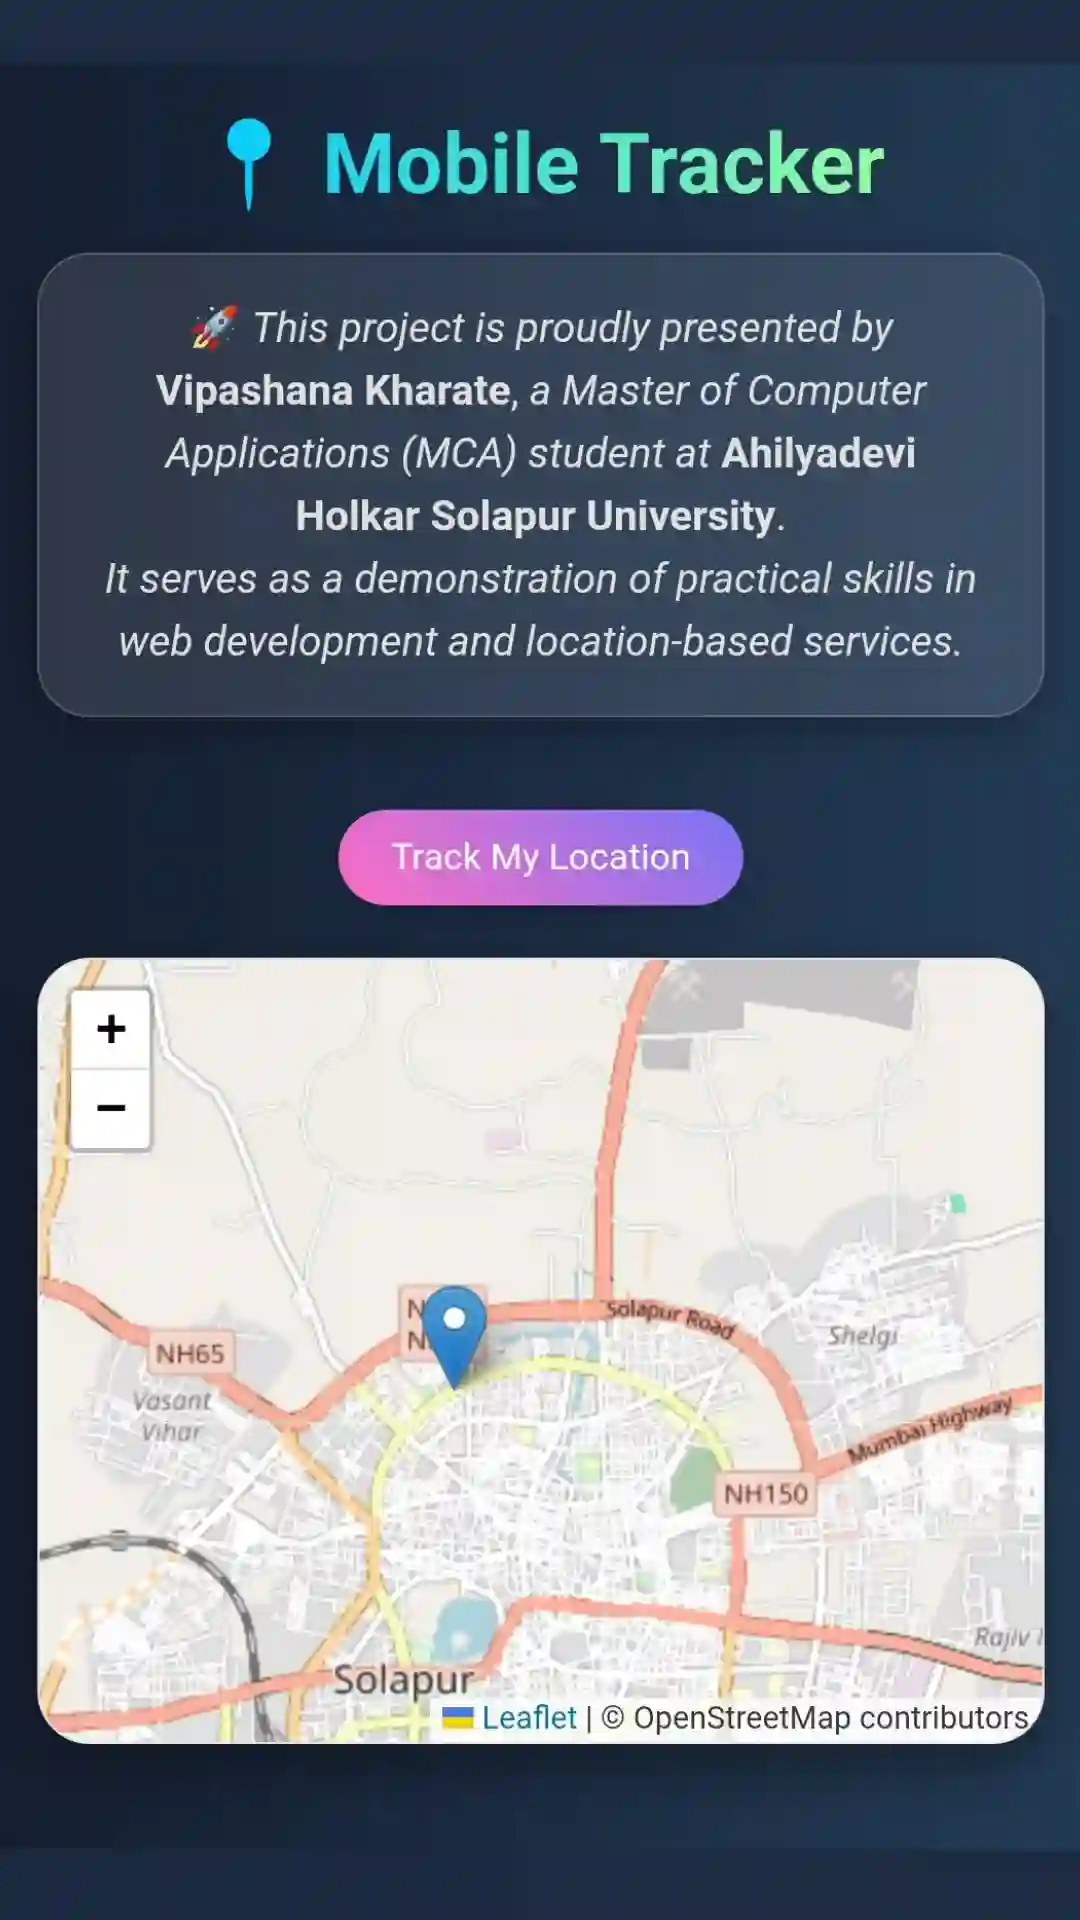 Mobile Tracker
🚀 This project is proudly presented by
Vipashana Kharate, a Master of Computer
Applications (MCA) student at Ahilyadevi
Holkar Solapur University.
It serves as a demonstration of practical skills in
web development and location-based services.
Track My Location
+
−
Solapur Road
Shelgi
NH65
Vasant
Vihar
Mumbai Highway
NH150
Rajiv
Solapur
Leaflet | © OpenStreetMap contributors